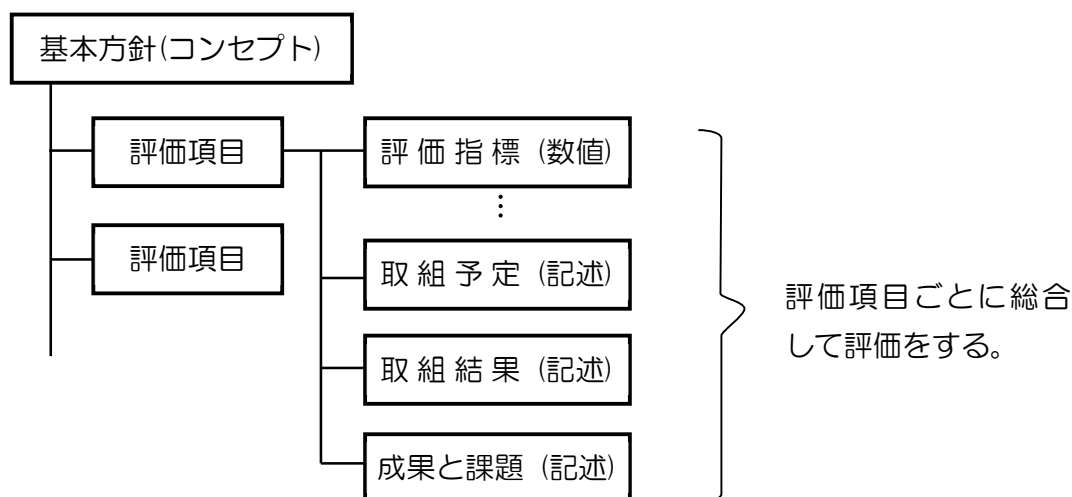 基本方針(コンセプト)
評価項目
評価指標 (数値)
⋮
評価項目
取組予定 (記述)
取組結果 (記述)
成果と課題 (記述)
評価項目ごとに総合
して評価をする。